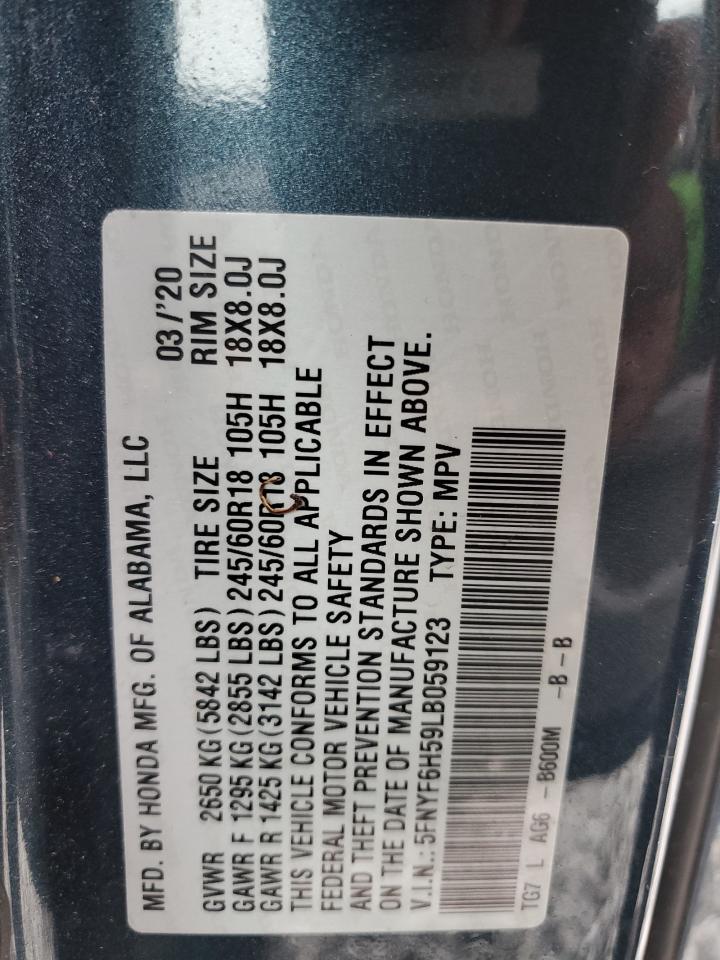 MFD. BY HONDA MFG. OF ALABAMA, LLC 03/'20
GVWR 2650 KG (5842 LBS) TIRE SIZE RIM SIZE
GAWR F 1295 KG (2855 LBS) 245/60R18 105H 18X8.0J
GAWR R 1425 KG (3142 LBS) 245/60R18 105H 18X8.0J
THIS VEHICLE CONFORMS TO ALL APPLICABLE
FEDERAL MOTOR VEHICLE SAFETY
AND THEFT PREVENTION STANDARDS IN EFFECT
ON THE DATE OF MANUFACTURE SHOWN ABOVE.
V.I.N.: 5FNYF6H59LB059123 TYPE: MPV
TG7 L AG6 -B600M -B-B